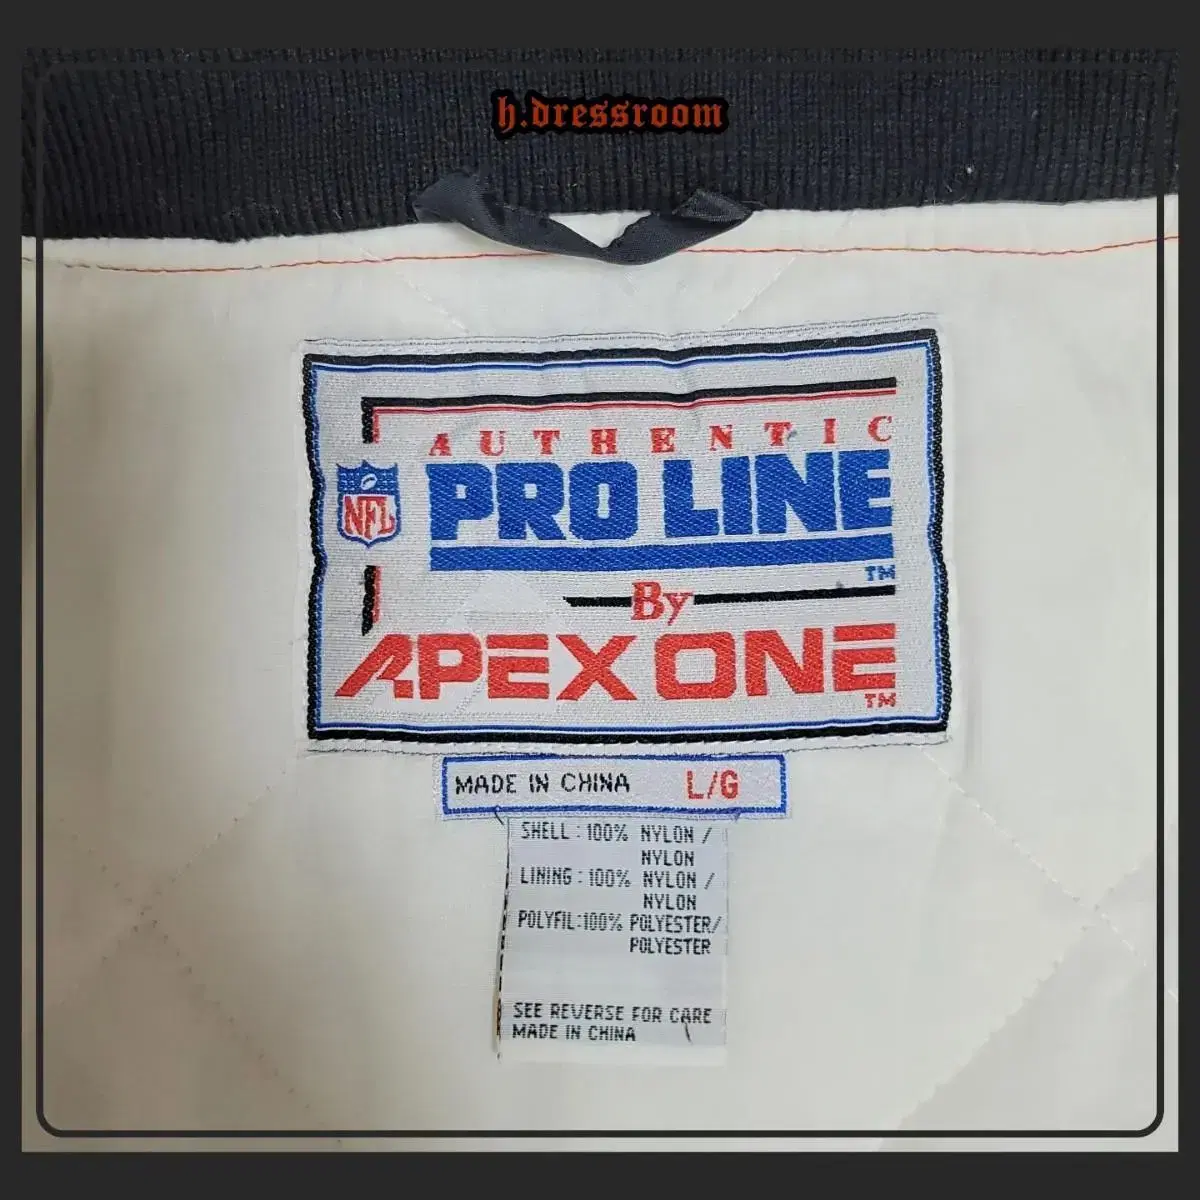 h.dressroom
AUTHENTIC
PRO LINE
TM
NFL
By
APEX ONE
TM
MADE IN CHINA L/G
SHELL : 100% NYLON /
NYLON
LINING : 100% NYLON /
NYLON
POLYFIL:100% POLYESTER/
POLYESTER
SEE REVERSE FOR CARE
MADE IN CHINA